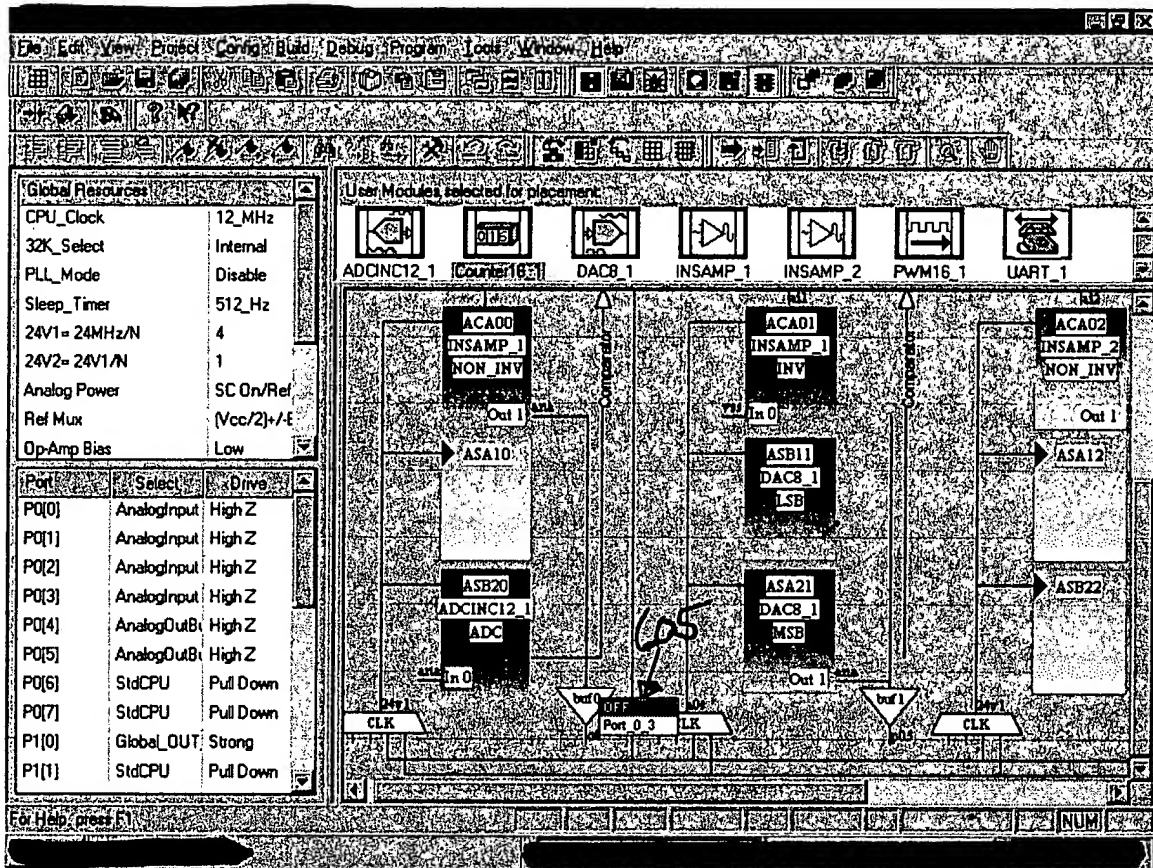 File Edit View Project Config Build Debug Program Tools Window Help
Global Resources
CPU_Clock 12_MHz
32K_Select Internal
PLL_Mode Disable
Sleep_Timer 512_Hz
24V1= 24MHz/N 4
24V2= 24V1/N 1
Analog Power SC On/Ref
Ref Mux (Vcc/2)+/-
Op-Amp Bias Low
Port Select Drive
P0[0] AnalogInput High Z
P0[1] AnalogInput High Z
P0[2] AnalogInput High Z
P0[3] AnalogInput High Z
P0[4] AnalogOutBu High Z
P0[5] AnalogOutBu High Z
P0[6] StdCPU Pull Down
P0[7] StdCPU Pull Down
P1[0] Global_OUT Strong
P1[1] StdCPU Pull Down
User Modules selected for placement
ADCINC12_1 Counter16_1 DAC8_1 INSAMP_1 INSAMP_2 PWM16_1 UART_1
ACA00
INSAMP_1
NON_INV
Out 1
Comparator
ACA01
INSAMP_1
INV
In 0
Comparator
ACA02
INSAMP_2
NON_INV
Out 1
ASA10
ASB11
DAC8_1
LSB
ASA12
ASB20
ADCINC12_1
ADC
In 0
ASA21
DAC8_1
MSB
Out 1
ASB22
605
24v1
CLK
buf0
OFF
Port_0_3
CLK
buf1
CLK
For Help, press F1
NUM